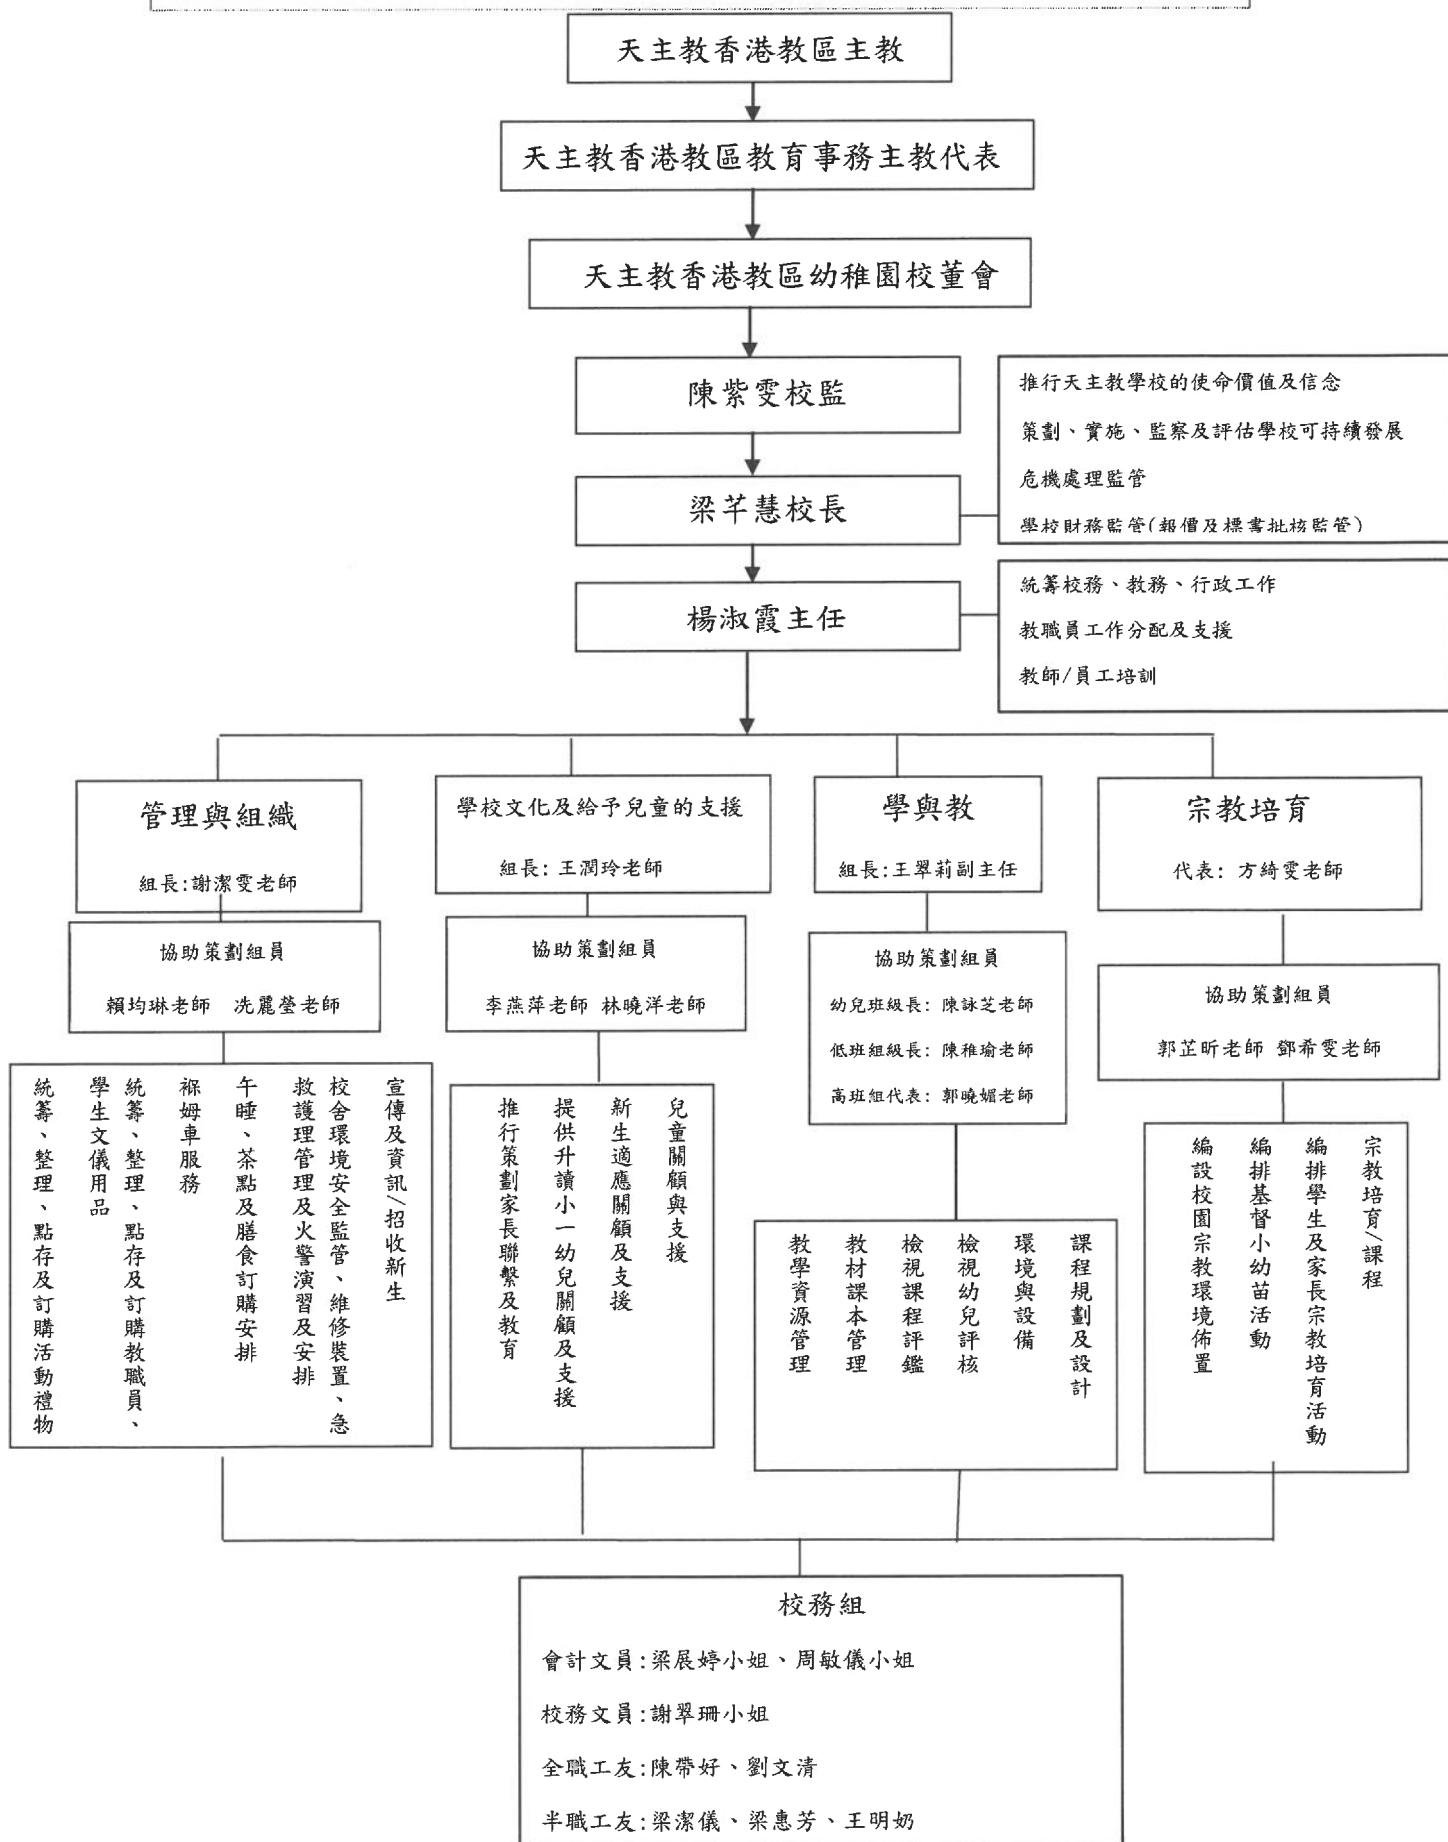 天主教香港教區主教
天主教香港教區教育事務主教代表
天主教香港教區幼稚園校董會
陳紫雯校監
梁芊慧校長
推行天主教學校的使命價值及信念
策劃、實施、監察及評估學校可持續發展
危機處理監管
學校財務監管(報價及標書批核監管)
楊淑霞主任
統籌校務、教務、行政工作
教職員工作分配及支援
教師/員工培訓
管理與組織
組長:謝潔雯老師
協助策劃組員
賴均琳老師 冼麗瑩老師
宣傳及資訊/招收新生
校舍環境安全監管、維修裝置、急
救護理管理及火警演習及安排
午睡、茶點及膳食訂購安排
褓姆車服務
統籌、整理、點存及訂購教職員、
學生文儀用品
統籌、整理、點存及訂購活動禮物
學校文化及給予兒童的支援
組長: 王潤玲老師
協助策劃組員
李燕萍老師 林曉洋老師
兒童關顧與支援
新生適應關顧及支援
提供升讀小一幼兒關顧及支援
推行策劃家長聯繫及教育
學與教
組長:王翠莉副主任
協助策劃組員
幼兒班級長: 陳詠芝老師
低班組級長: 陳稚瑜老師
高班組代表: 郭曉媚老師
課程規劃及設計
環境與設備
檢視幼兒評核
檢視課程評鑑
教材課本管理
教學資源管理
宗教培育
代表: 方綺雯老師
協助策劃組員
郭芷昕老師 鄧希雯老師
宗教培育/課程
編排學生及家長宗教培育活動
編排基督小幼苗活動
編設校園宗教環境佈置
校務組
會計文員:梁展婷小姐、周敏儀小姐
校務文員:謝翠珊小姐
全職工友:陳帶好、劉文清
半職工友:梁潔儀、梁惠芳、王明奶